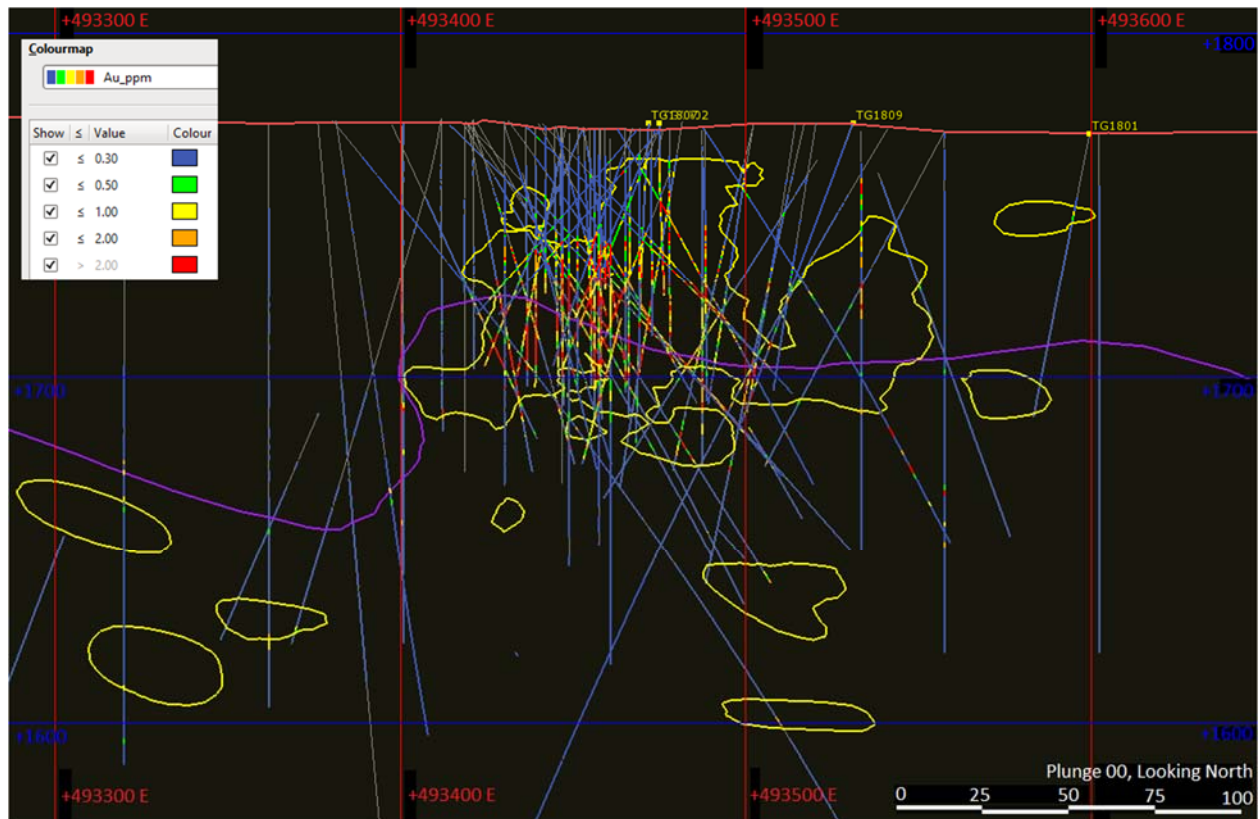 +493300 E
+493400 E
+493500 E
+493600 E
+1800
Colourmap
Au_ppm
Show ≤ Value Colour
≤ 0.30
≤ 0.50
≤ 1.00
≤ 2.00
> 2.00
TG1809
TG1801
+1700
+1700
+1600
+1600
Plunge 00, Looking North
0 25 50 75 100
+493300 E
+493400 E
+493500 E
+493600 E